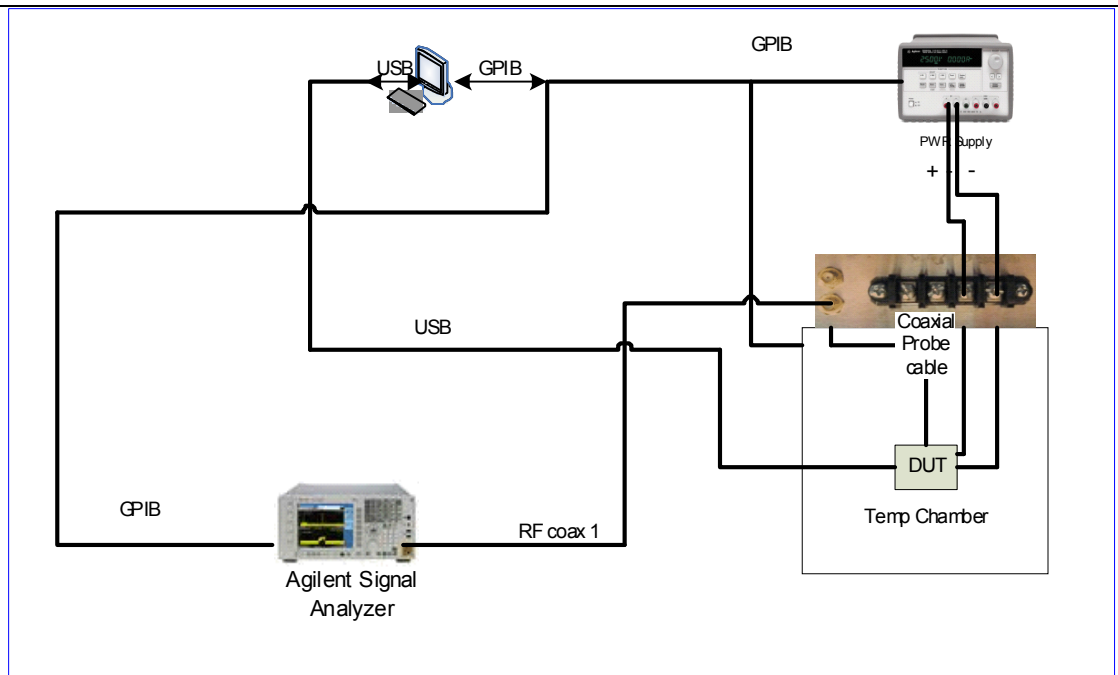 GPIB
USB
GPIB
PWR Supply
+ -
USB
Coaxial
Probe
cable
DUT
Temp Chamber
GPIB
RF coax 1
Agilent Signal
Analyzer